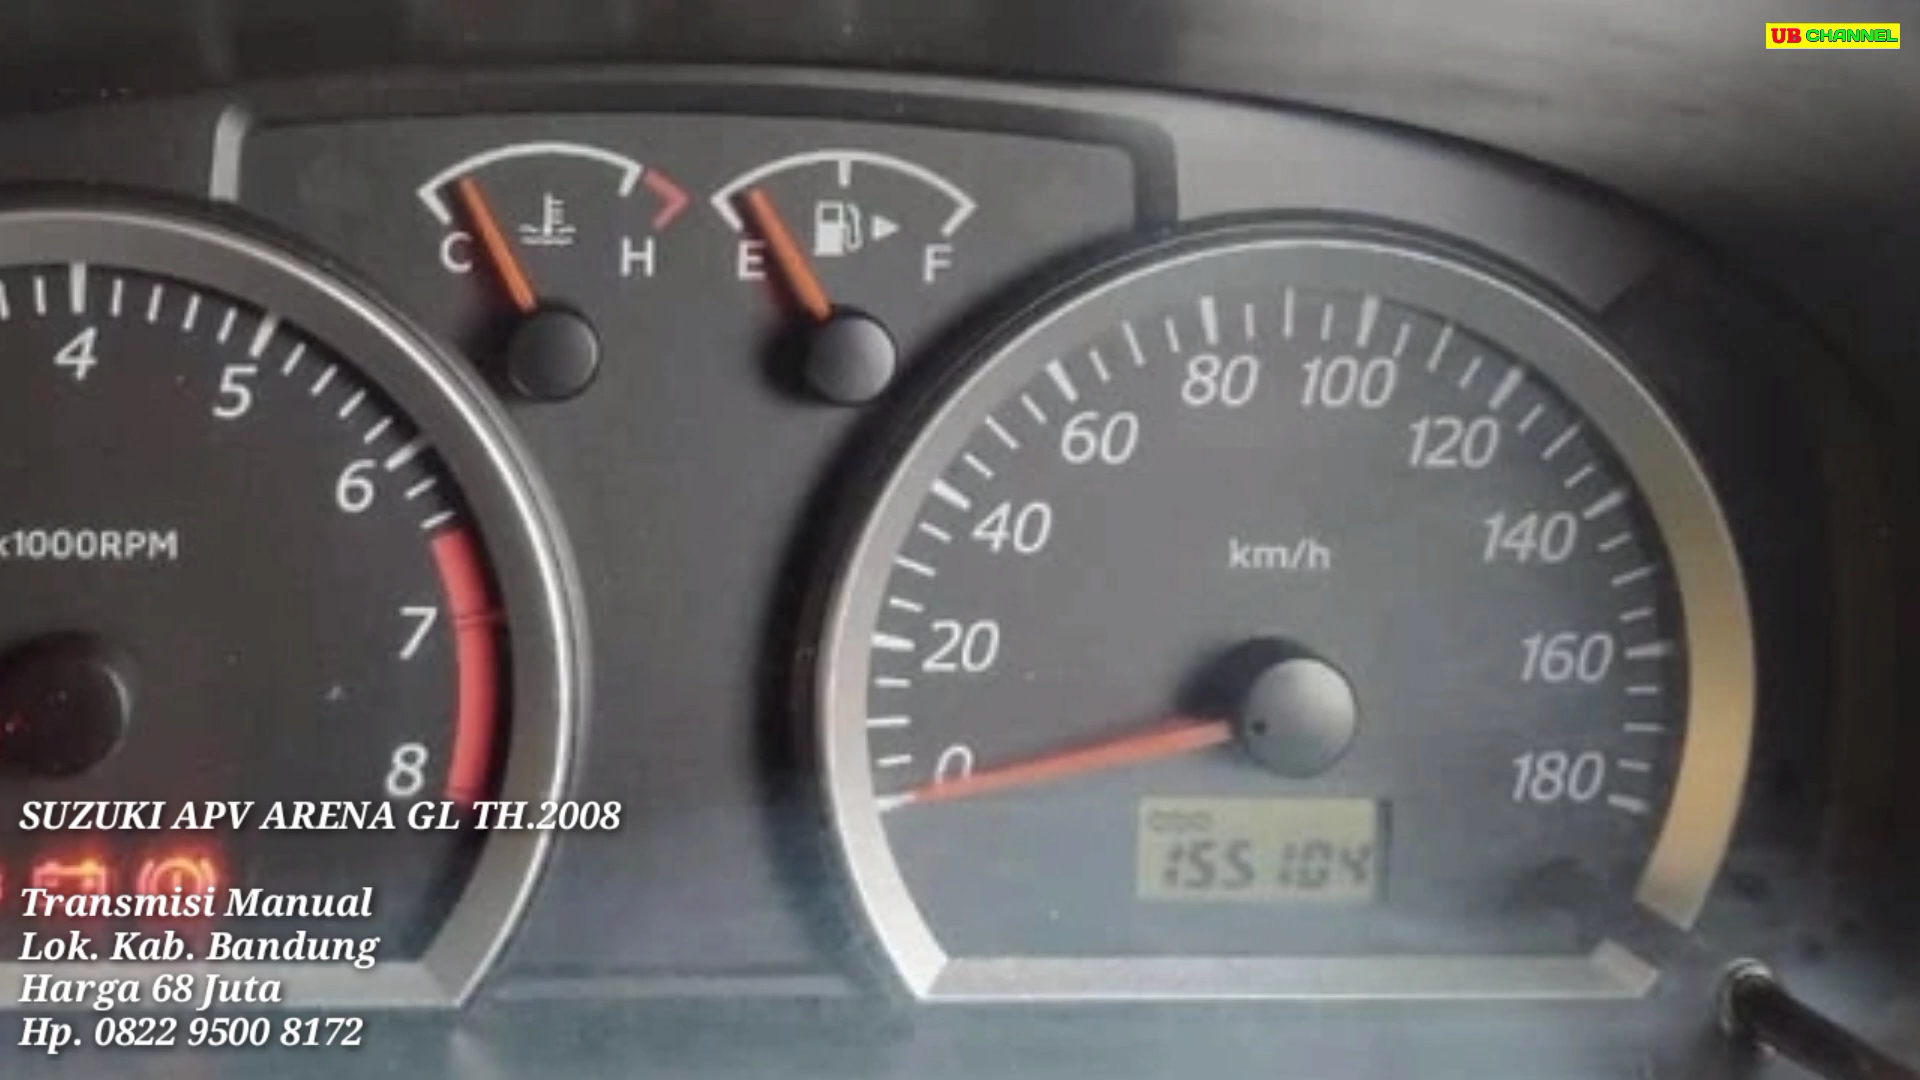 UB CHANNEL
C H E F
4 5 6 7 8
x1000RPM
0 20 40 60 80 100 120 140 160 180
km/h
155104
SUZUKI APV ARENA GL TH.2008
Transmisi Manual
Lok. Kab. Bandung
Harga 68 Juta
Hp. 0822 9500 8172